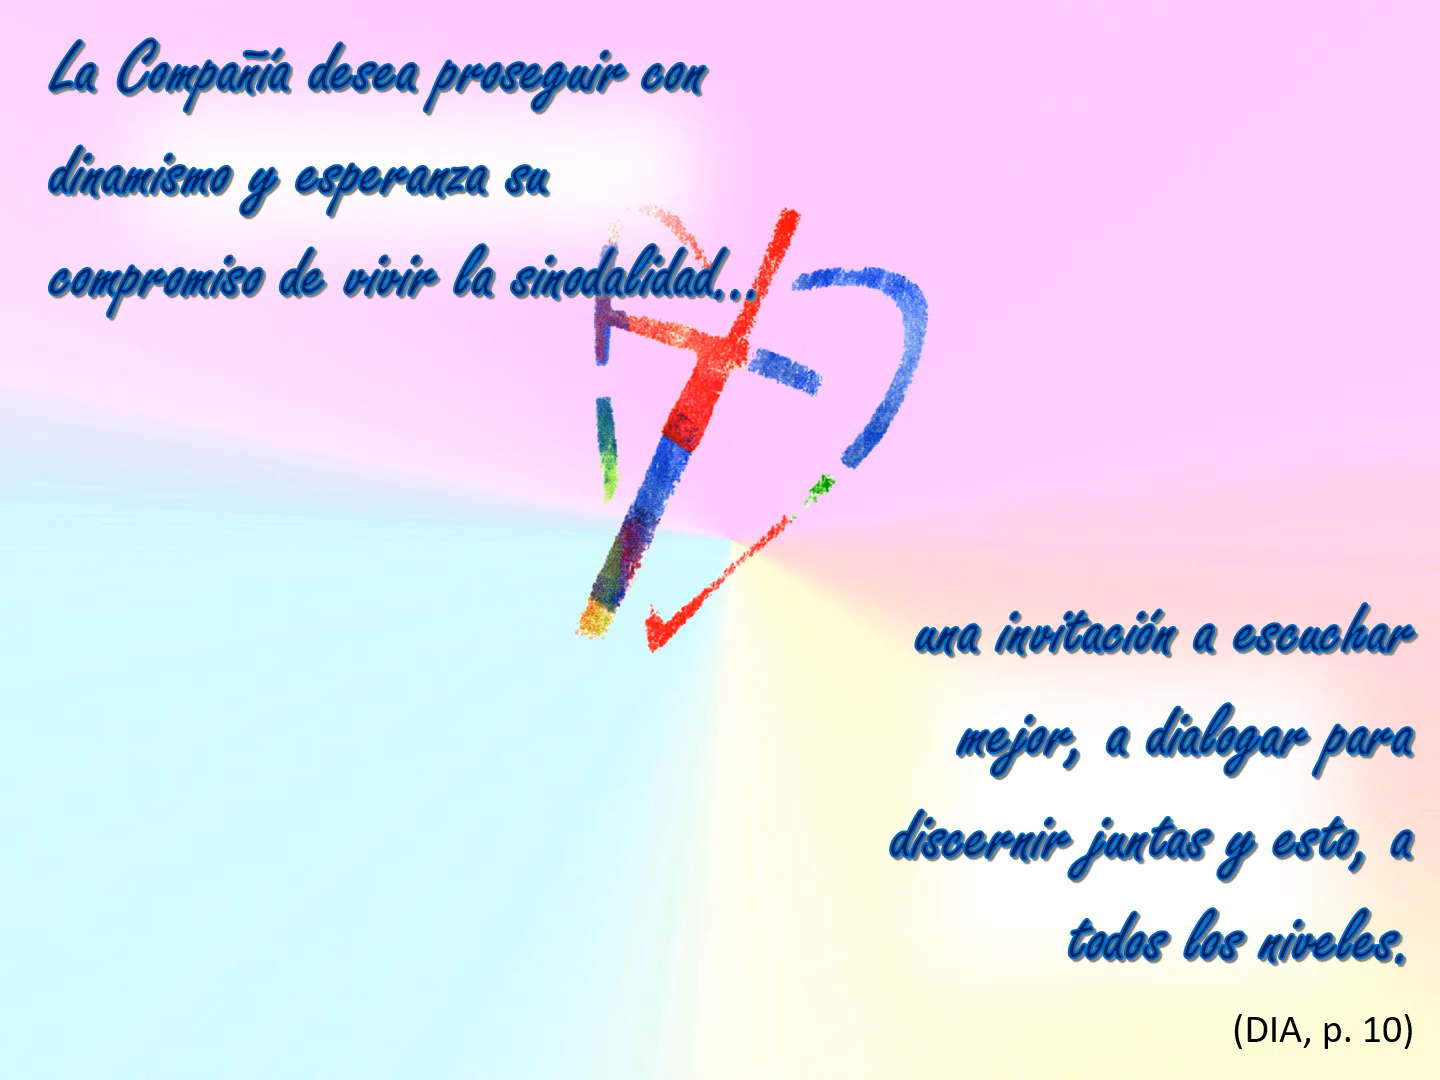 La Compañía desea proseguir con
dinamismo y esperanza su
compromiso de vivir la sinodalidad...
una invitación a escuchar
mejor, a dialogar para
discernir juntas y esto, a
todos los niveles.
(DIA, p. 10)